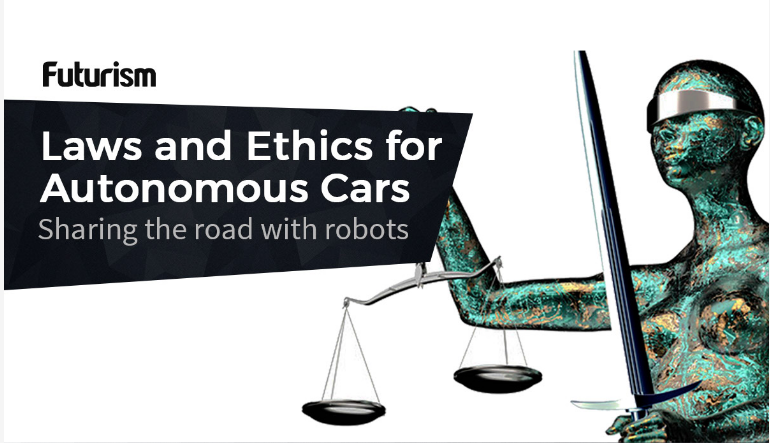 Futurism
Laws and Ethics for
Autonomous Cars
Sharing the road with robots